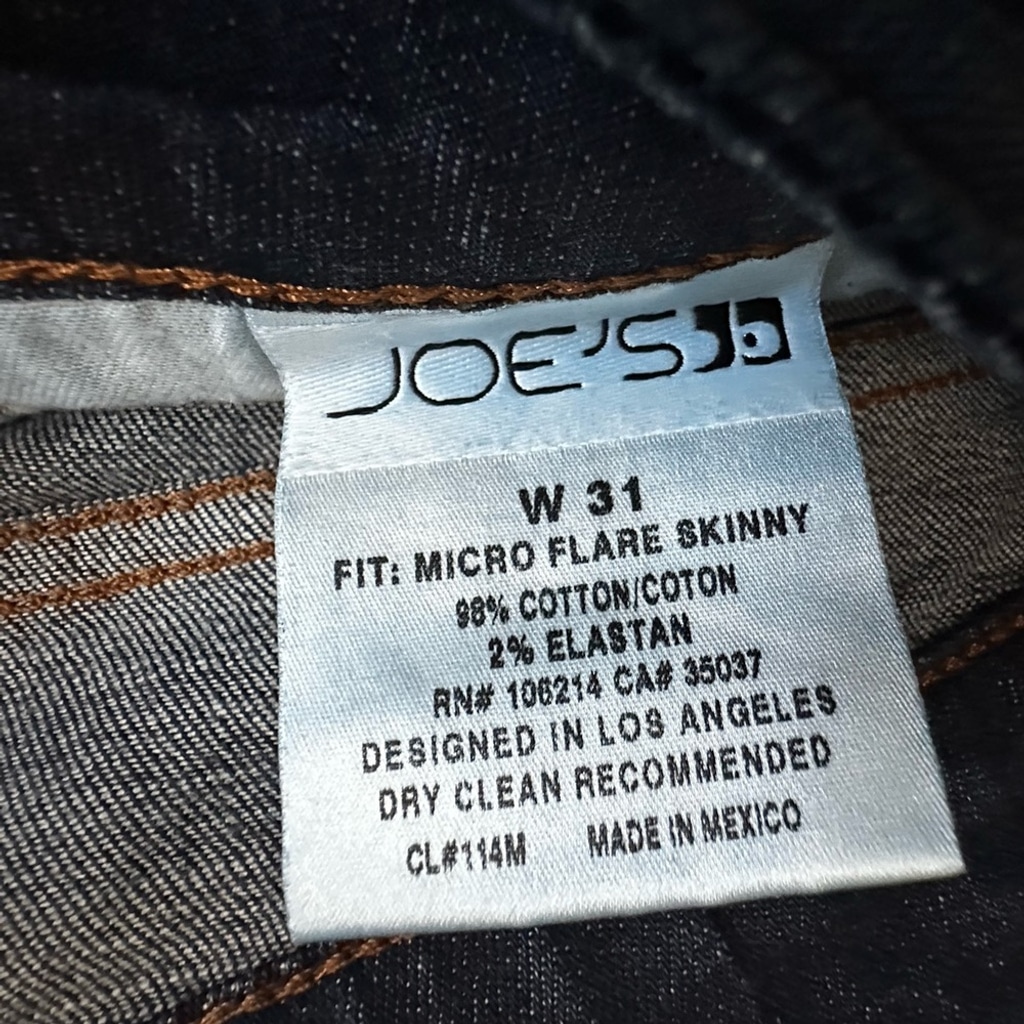 JOE'S
W 31
FIT: MICRO FLARE SKINNY
98% COTTON/COTON
2% ELASTAN
RN# 106214 CA# 35037
DESIGNED IN LOS ANGELES
DRY CLEAN RECOMMENDED
CL#114M MADE IN MEXICO